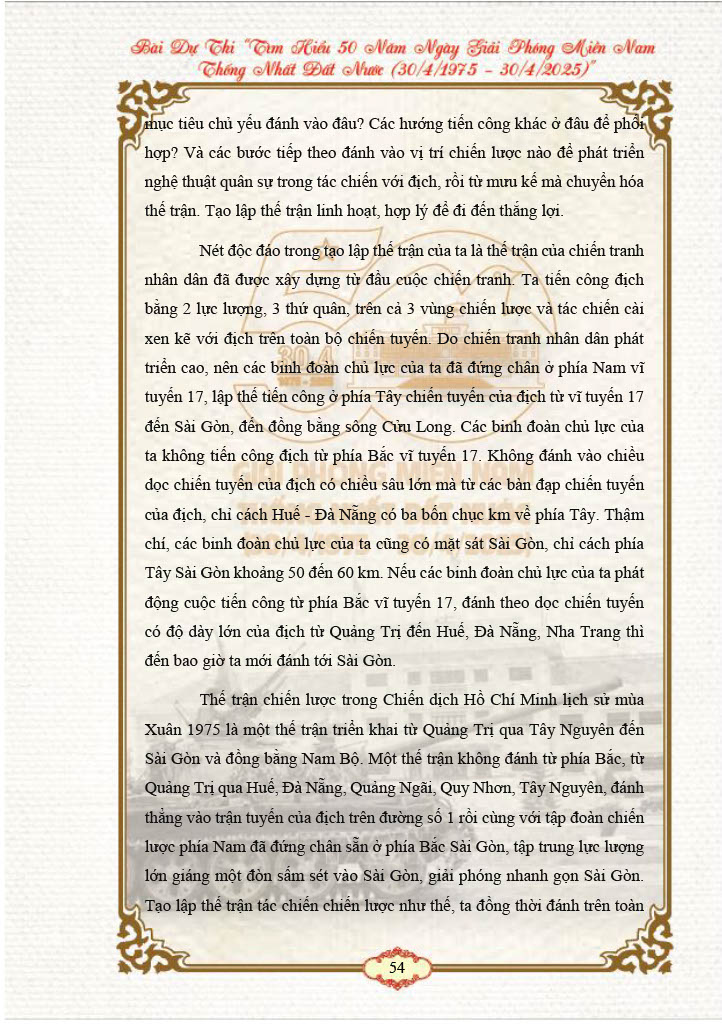 Bài Dự Thi “Tìm Hiểu 50 Năm Ngày Giải Phóng Miền Nam
Thống Nhất Đất Nước (30/4/1975 - 30/4/2025)”
mục tiêu chủ yếu đánh vào đâu? Các hướng tiến công khác ở đâu để phối
hợp? Và các bước tiếp theo đánh vào vị trí chiến lược nào để phát triển
nghệ thuật quân sự trong tác chiến với địch, rồi từ mưu kế mà chuyển hóa
thế trận. Tạo lập thế trận linh hoạt, hợp lý để đi đến thắng lợi.
Nét độc đáo trong tạo lập thế trận của ta là thế trận của chiến tranh
nhân dân đã được xây dựng từ đầu cuộc chiến tranh. Ta tiến công địch
bằng 2 lực lượng, 3 thứ quân, trên cả 3 vùng chiến lược và tác chiến cài
xen kẽ với địch trên toàn bộ chiến tuyến. Do chiến tranh nhân dân phát
triển cao, nên các binh đoàn chủ lực của ta đã đứng chân ở phía Nam vĩ
tuyến 17, lập thế tiến công ở phía Tây chiến tuyến của địch từ vĩ tuyến 17
đến Sài Gòn, đến đồng bằng sông Cửu Long. Các binh đoàn chủ lực của
ta không tiến công địch từ phía Bắc vĩ tuyến 17. Không đánh vào chiều
dọc chiến tuyến của địch có chiều sâu lớn mà từ các bàn đạp chiến tuyến
của địch, chỉ cách Huế - Đà Nẵng có ba bốn chục km về phía Tây. Thậm
chí, các binh đoàn chủ lực của ta cũng có mặt sát Sài Gòn, chỉ cách phía
Tây Sài Gòn khoảng 50 đến 60 km. Nếu các binh đoàn chủ lực của ta phát
động cuộc tiến công từ phía Bắc vĩ tuyến 17, đánh theo dọc chiến tuyến
có độ dày lớn của địch từ Quảng Trị đến Huế, Đà Nẵng, Nha Trang thì
đến bao giờ ta mới đánh tới Sài Gòn.
Thế trận chiến lược trong Chiến dịch Hồ Chí Minh lịch sử mùa
Xuân 1975 là một thế trận triển khai từ Quảng Trị qua Tây Nguyên đến
Sài Gòn và đồng bằng Nam Bộ. Một thế trận không đánh từ phía Bắc, từ
Quảng Trị qua Huế, Đà Nẵng, Quảng Ngãi, Quy Nhơn, Tây Nguyên, đánh
thẳng vào trận tuyến của địch trên đường số 1 rồi cùng với tập đoàn chiến
lược phía Nam đã đứng chân sẵn ở phía Bắc Sài Gòn, tập trung lực lượng
lớn giáng một đòn sấm sét vào Sài Gòn, giải phóng nhanh gọn Sài Gòn.
Tạo lập thế trận tác chiến chiến lược như thế, ta đồng thời đánh trên toàn
54